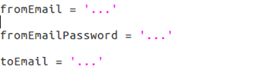 fromEmail = '...'
fromEmailPassword = '...'
toEmail = '...'